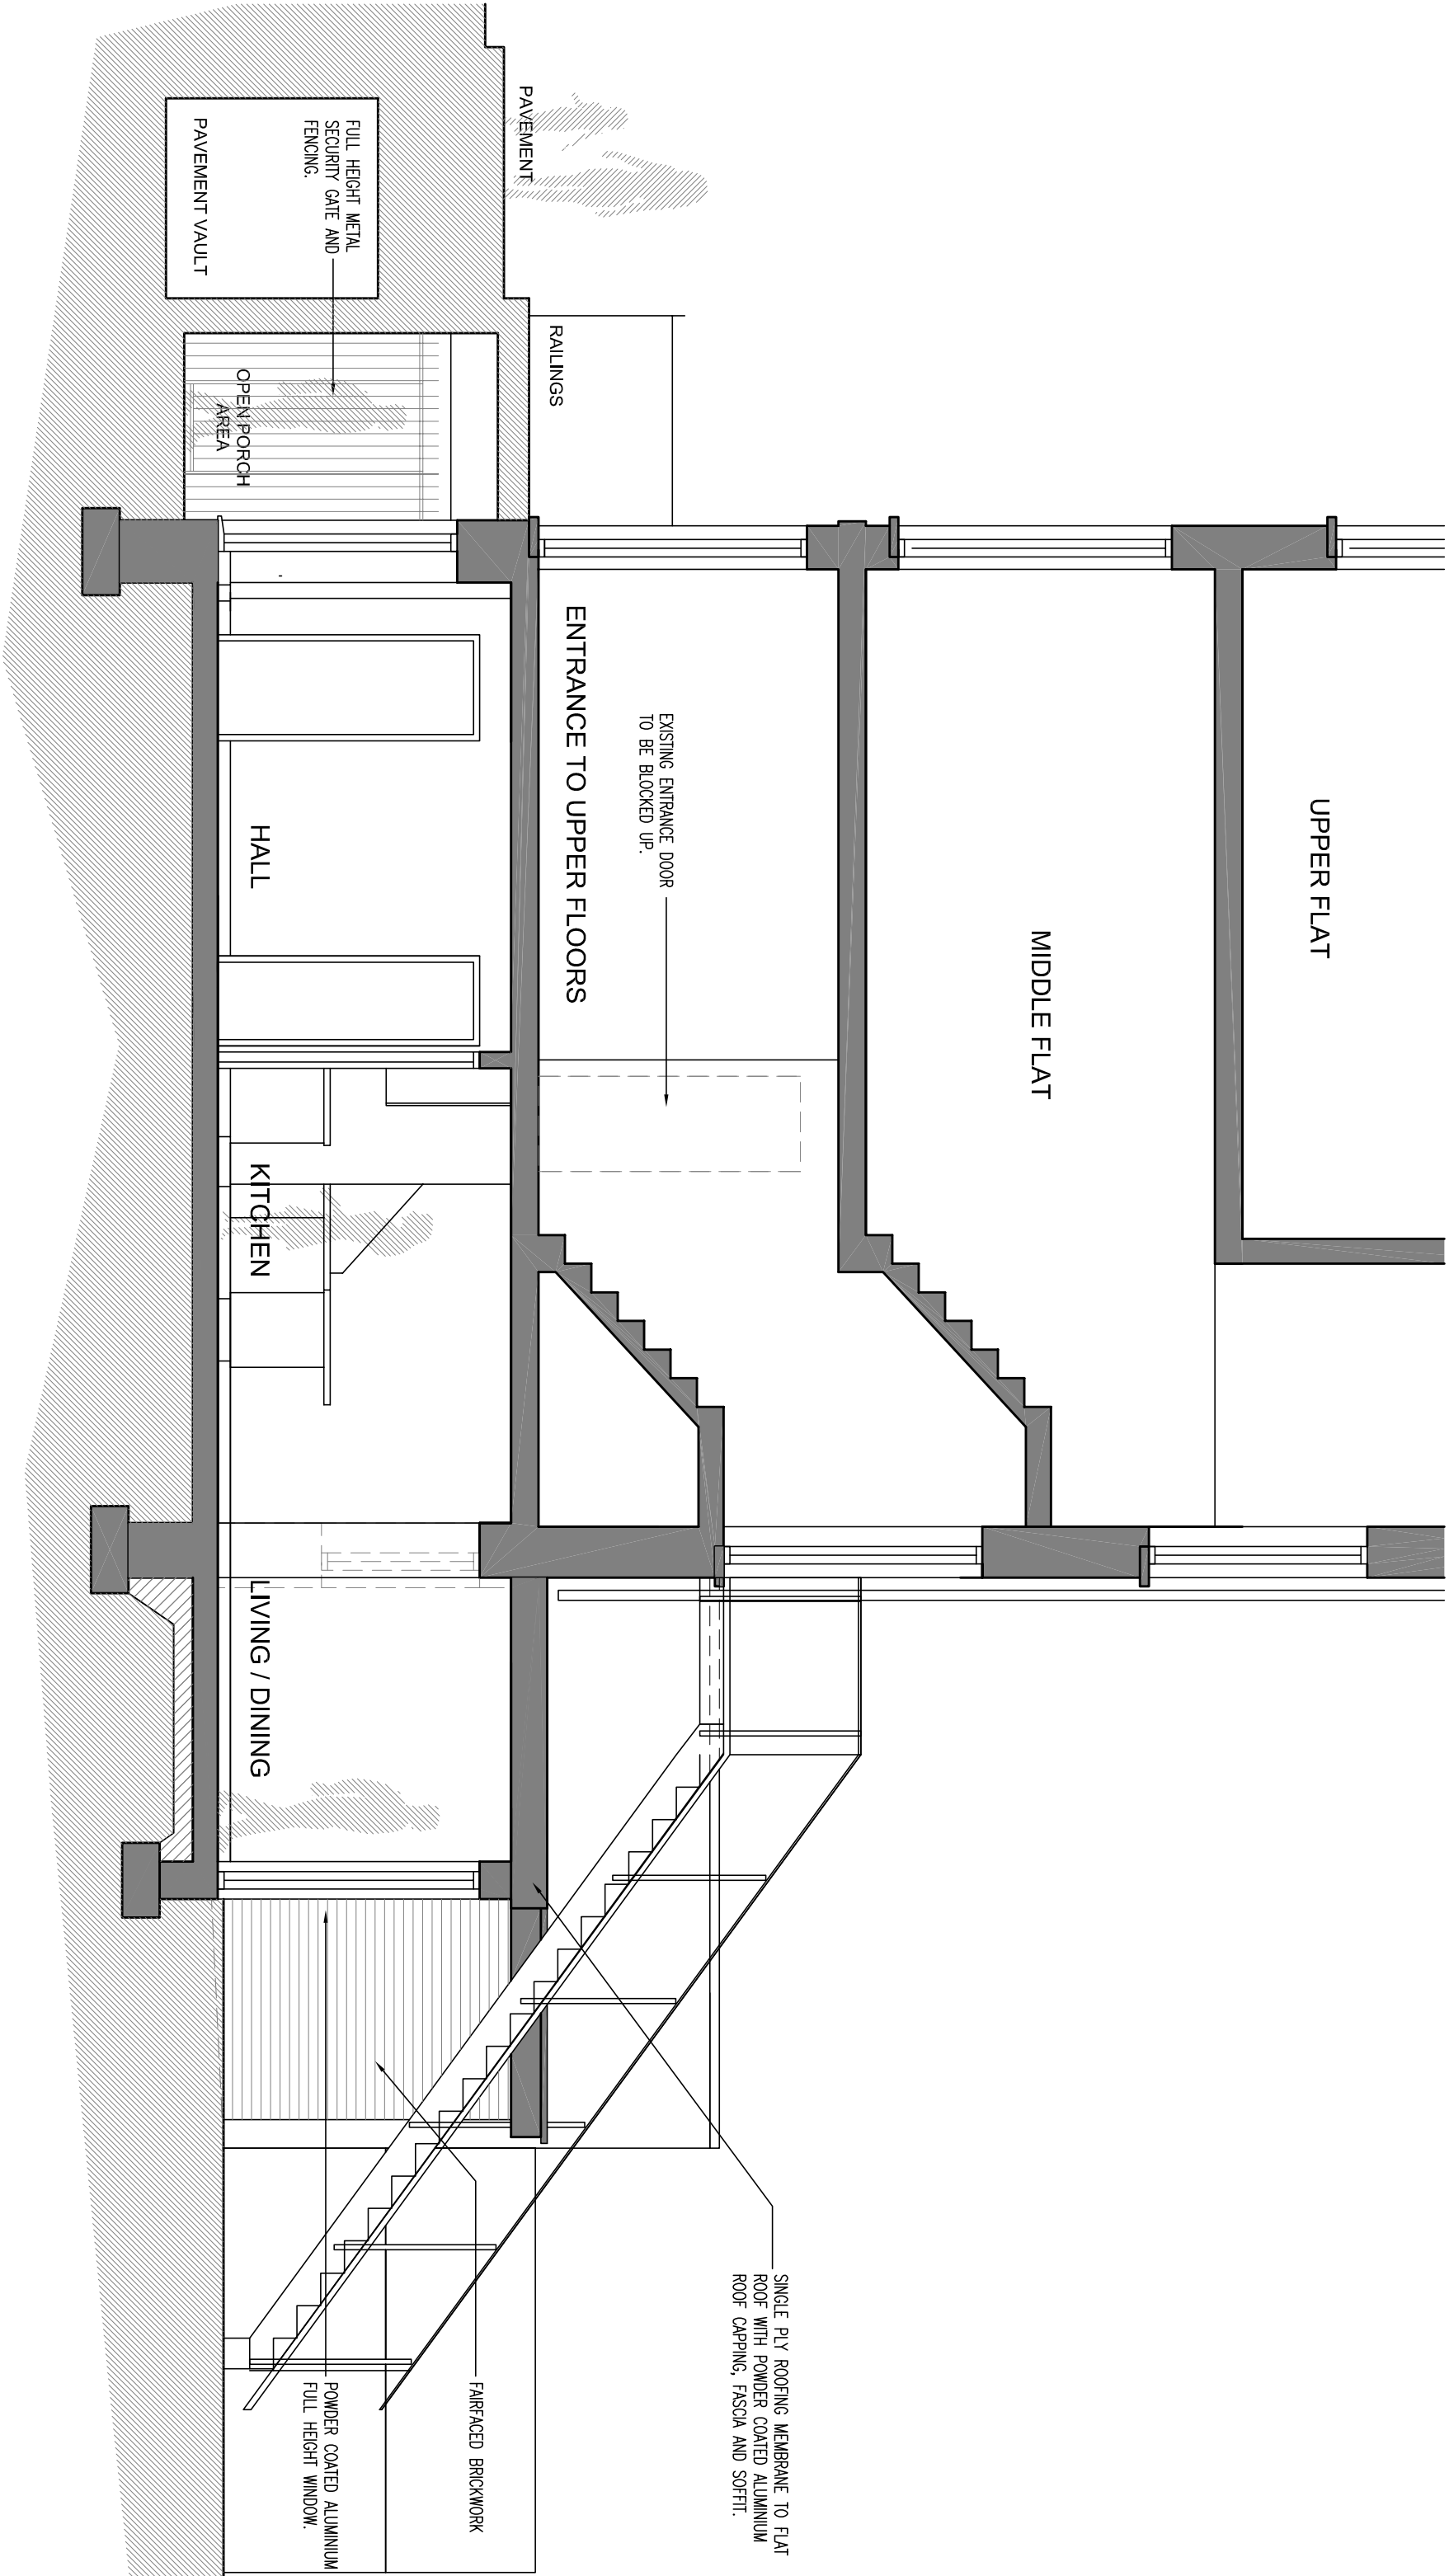 UPPER FLAT
MIDDLE FLAT
EXISTING ENTRANCE DOOR
TO BE BLOCKED UP.
ENTRANCE TO UPPER FLOORS
RAILINGS
PAVEMENT
FULL HEIGHT METAL
SECURITY GATE AND
FENCING.
PAVEMENT VAULT
OPEN PORCH
AREA
HALL
KITCHEN
LIVING / DINING
SINGLE PLY ROOFING MEMBRANE TO FLAT
ROOF WITH POWDER COATED ALUMINIUM
ROOF CAPPING, FASCIA AND SOFFIT.
FAIRFACED BRICKWORK
POWDER COATED ALUMINIUM
FULL HEIGHT WINDOW.